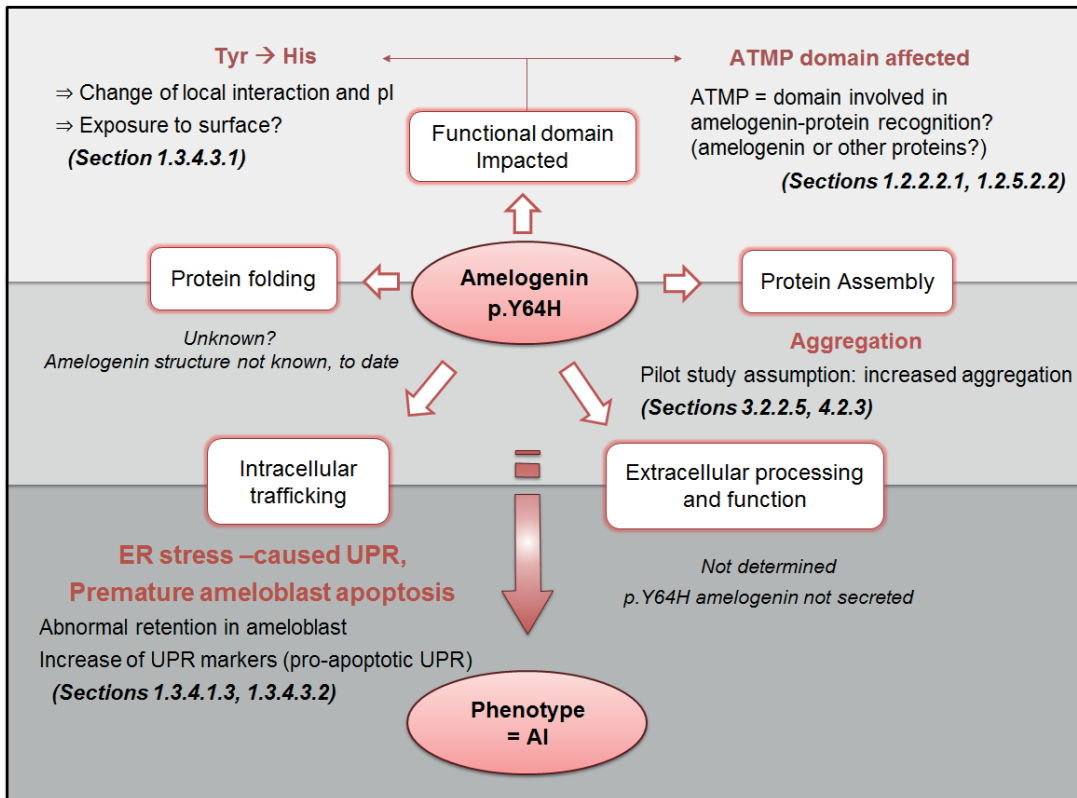 Tyr → His
⇒ Change of local interaction and pI
⇒ Exposure to surface?
(Section 1.3.4.3.1)
Functional domain
Impacted
ATMP domain affected
ATMP = domain involved in
amelogenin-protein recognition?
(amelogenin or other proteins?)
(Sections 1.2.2.2.1, 1.2.5.2.2)
Protein folding
Amelogenin
p.Y64H
Protein Assembly
Unknown?
Amelogenin structure not known, to date
Aggregation
Pilot study assumption: increased aggregation
(Sections 3.2.2.5, 4.2.3)
Intracellular
trafficking
Extracellular processing
and function
ER stress –caused UPR,
Premature ameloblast apoptosis
Abnormal retention in ameloblast
Increase of UPR markers (pro-apoptotic UPR)
(Sections 1.3.4.1.3, 1.3.4.3.2)
Not determined
p.Y64H amelogenin not secreted
Phenotype
= AI